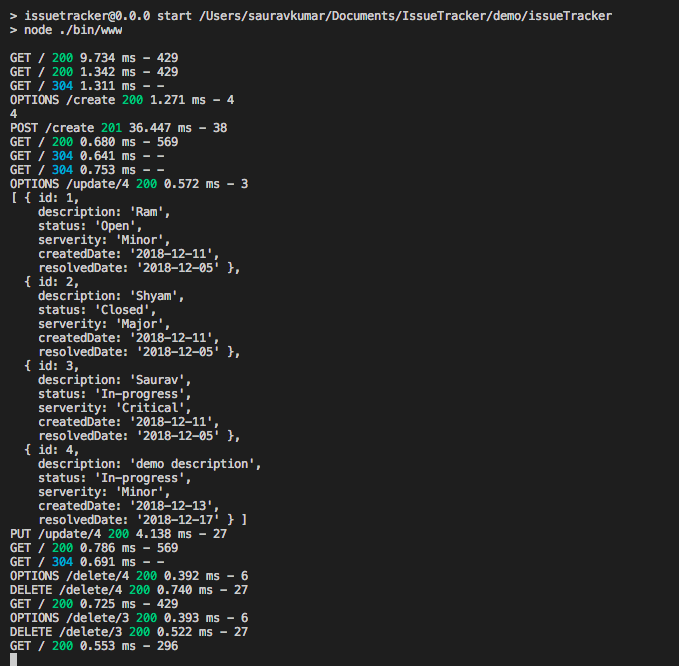 > issuetracker@0.0.0 start /Users/sauravkumar/Documents/IssueTracker/demo/issueTracker
> node ./bin/www
GET / 200 9.734 ms - 429
GET / 200 1.342 ms - 429
GET / 304 1.311 ms - -
OPTIONS /create 200 1.271 ms - 4
4
POST /create 201 36.447 ms - 38
GET / 200 0.680 ms - 569
GET / 304 0.641 ms - -
GET / 304 0.753 ms - -
OPTIONS /update/4 200 0.572 ms - 3
[ { id: 1,
    description: 'Ram',
    status: 'Open',
    serverity: 'Minor',
    createdDate: '2018-12-11',
    resolvedDate: '2018-12-05' },
  { id: 2,
    description: 'Shyam',
    status: 'Closed',
    serverity: 'Major',
    createdDate: '2018-12-11',
    resolvedDate: '2018-12-05' },
  { id: 3,
    description: 'Saurav',
    status: 'In-progress',
    serverity: 'Critical',
    createdDate: '2018-12-11',
    resolvedDate: '2018-12-05' },
  { id: 4,
    description: 'demo description',
    status: 'In-progress',
    serverity: 'Minor',
    createdDate: '2018-12-13',
    resolvedDate: '2018-12-17' } ]
PUT /update/4 200 4.138 ms - 27
GET / 200 0.786 ms - 569
GET / 304 0.691 ms - -
OPTIONS /delete/4 200 0.392 ms - 6
DELETE /delete/4 200 0.740 ms - 27
GET / 200 0.725 ms - 429
OPTIONS /delete/3 200 0.393 ms - 6
DELETE /delete/3 200 0.522 ms - 27
GET / 200 0.553 ms - 296